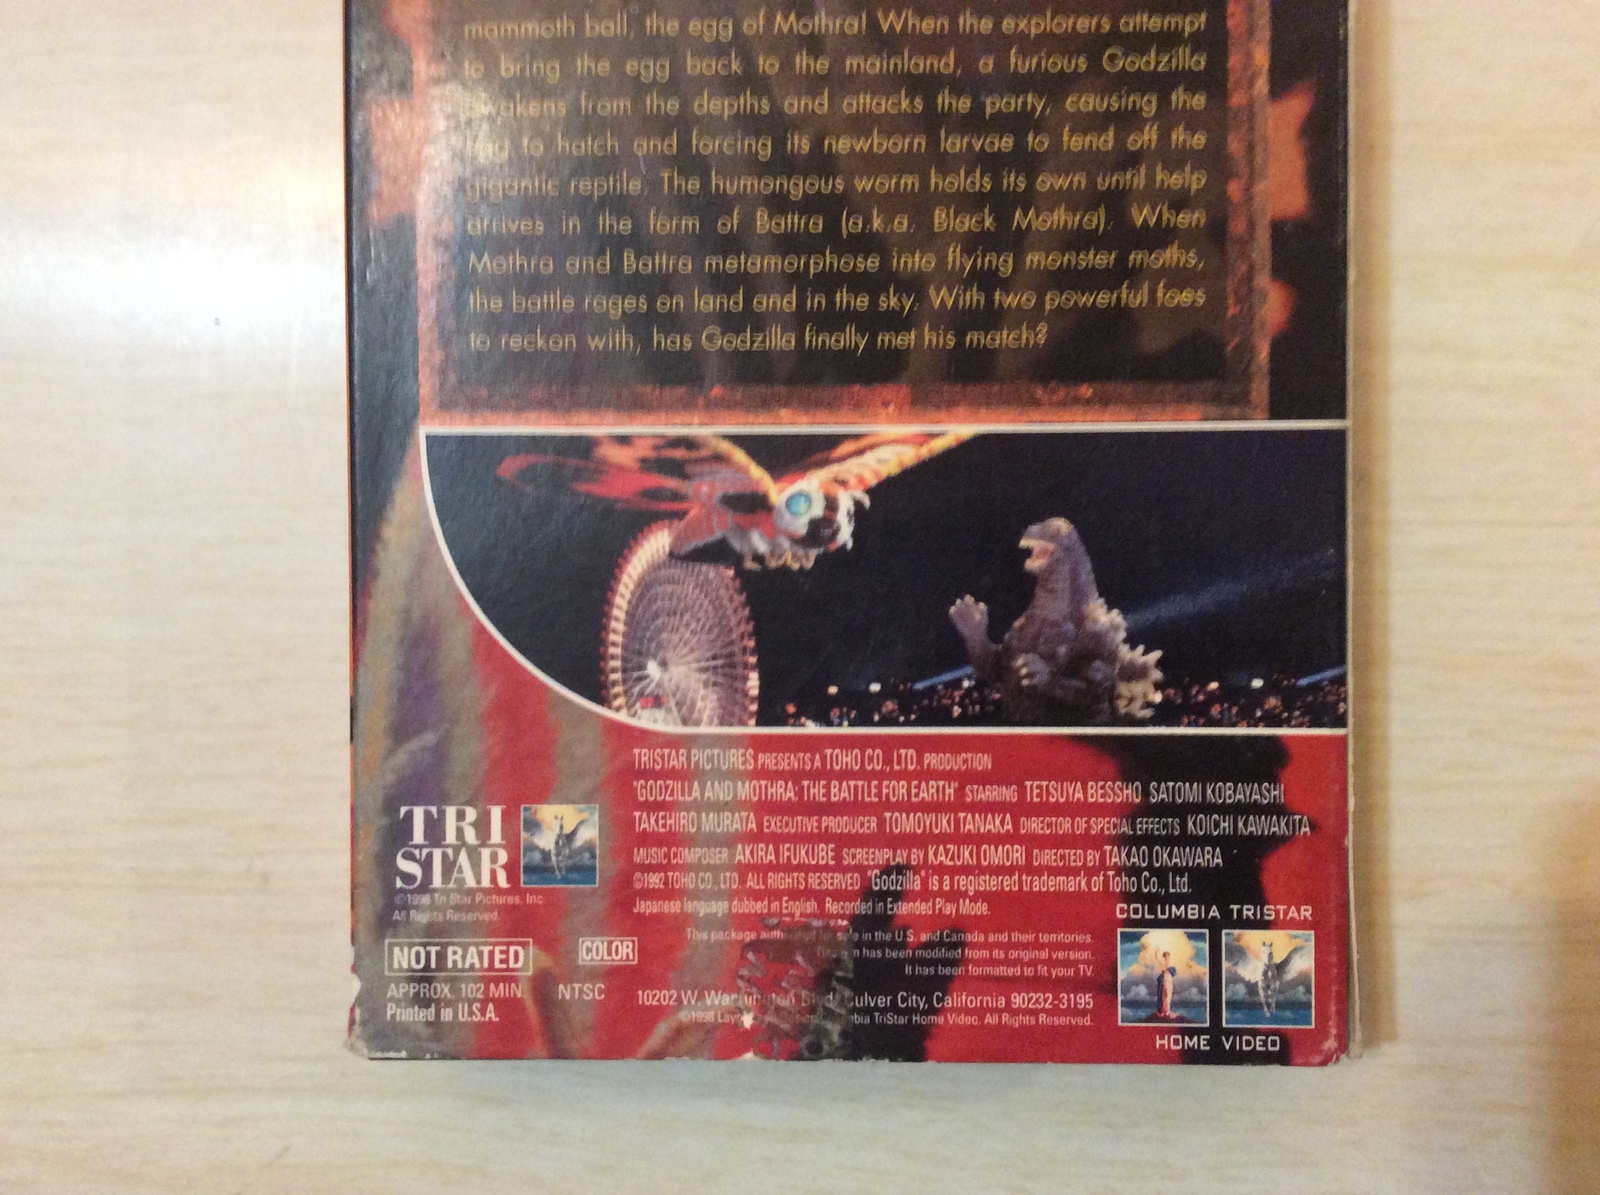 mammoth ball, the egg of Mothra! When the explorers attempt
to bring the egg back to the mainland, a furious Godzilla
awakens from the depths and attacks the party, causing the
egg to hatch and forcing its newborn larvae to fend off the
gigantic reptile. The humongous worm holds its own until help
arrives in the form of Battra (a.k.a. Black Mothra). When
Mothra and Battra metamorphose into flying monster moths,
the battle rages on land and in the sky. With two powerful foes
to reckon with, has Godzilla finally met his match?
TRISTAR PICTURES PRESENTS A TOHO CO., LTD. PRODUCTION
"GODZILLA AND MOTHRA: THE BATTLE FOR EARTH" STARRING TETSUYA BESSHO SATOMI KOBAYASHI
TAKEHIRO MURATA EXECUTIVE PRODUCER TOMOYUKI TANAKA DIRECTOR OF SPECIAL EFFECTS KOICHI KAWAKITA
MUSIC COMPOSER AKIRA IFUKUBE SCREENPLAY BY KAZUKI OMORI DIRECTED BY TAKAO OKAWARA
©1992 TOHO CO., LTD. ALL RIGHTS RESERVED "Godzilla" is a registered trademark of Toho Co., Ltd.
Japanese language dubbed in English. Recorded in Extended Play Mode.
TRI
STAR
©1998 Tri Star Pictures, Inc.
All Rights Reserved.
NOT RATED
COLOR
APPROX. 102 MIN.
NTSC
Printed in U.S.A.
This package authorized for sale in the U.S. and Canada and their territories.
has been modified from its original version.
It has been formatted to fit your TV.
10202 W. Washington Blvd. Culver City, California 90232-3195
©1998 TriStar Home Video. All Rights Reserved.
COLUMBIA TRISTAR
HOME VIDEO